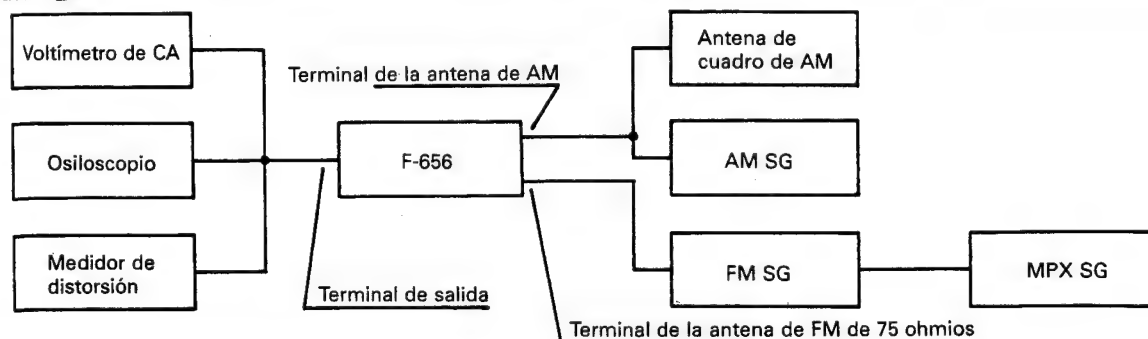 Voltímetro de CA
Osiloscopio
Medidor de
distorsión
Terminal de la antena de AM
F-656
Terminal de salida
Antena de
cuadro de AM
AM SG
FM SG
MPX SG
Terminal de la antena de FM de 75 ohmios